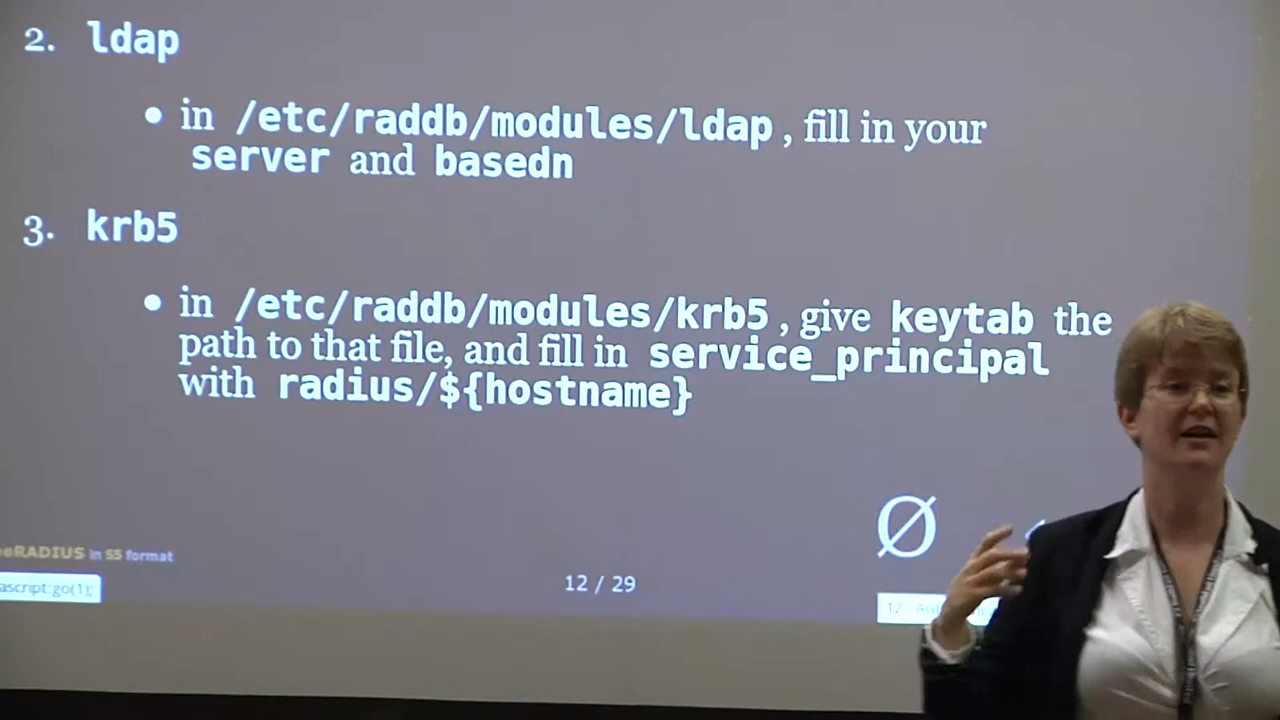 2. ldap
• in /etc/raddb/modules/ldap , fill in your
server and basedn
3. krb5
• in /etc/raddb/modules/krb5 , give keytab the
path to that file, and fill in service_principal
with radius/${hostname}
Ø
eRADIUS in S5 format
ascript:go(1);
12 / 29
12